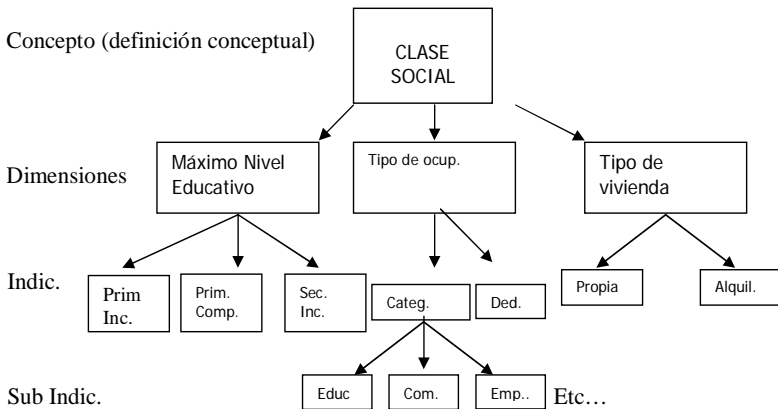 Concepto (definición conceptual)
CLASE
SOCIAL
Dimensiones
Máximo Nivel
Educativo
Tipo de ocup.
Tipo de
vivienda
Indic.
Prim
Inc.
Prim.
Comp.
Sec.
Inc.
Categ.
Ded.
Propia
Alquil.
Sub Indic.
Educ
Com.
Emp..
Etc...